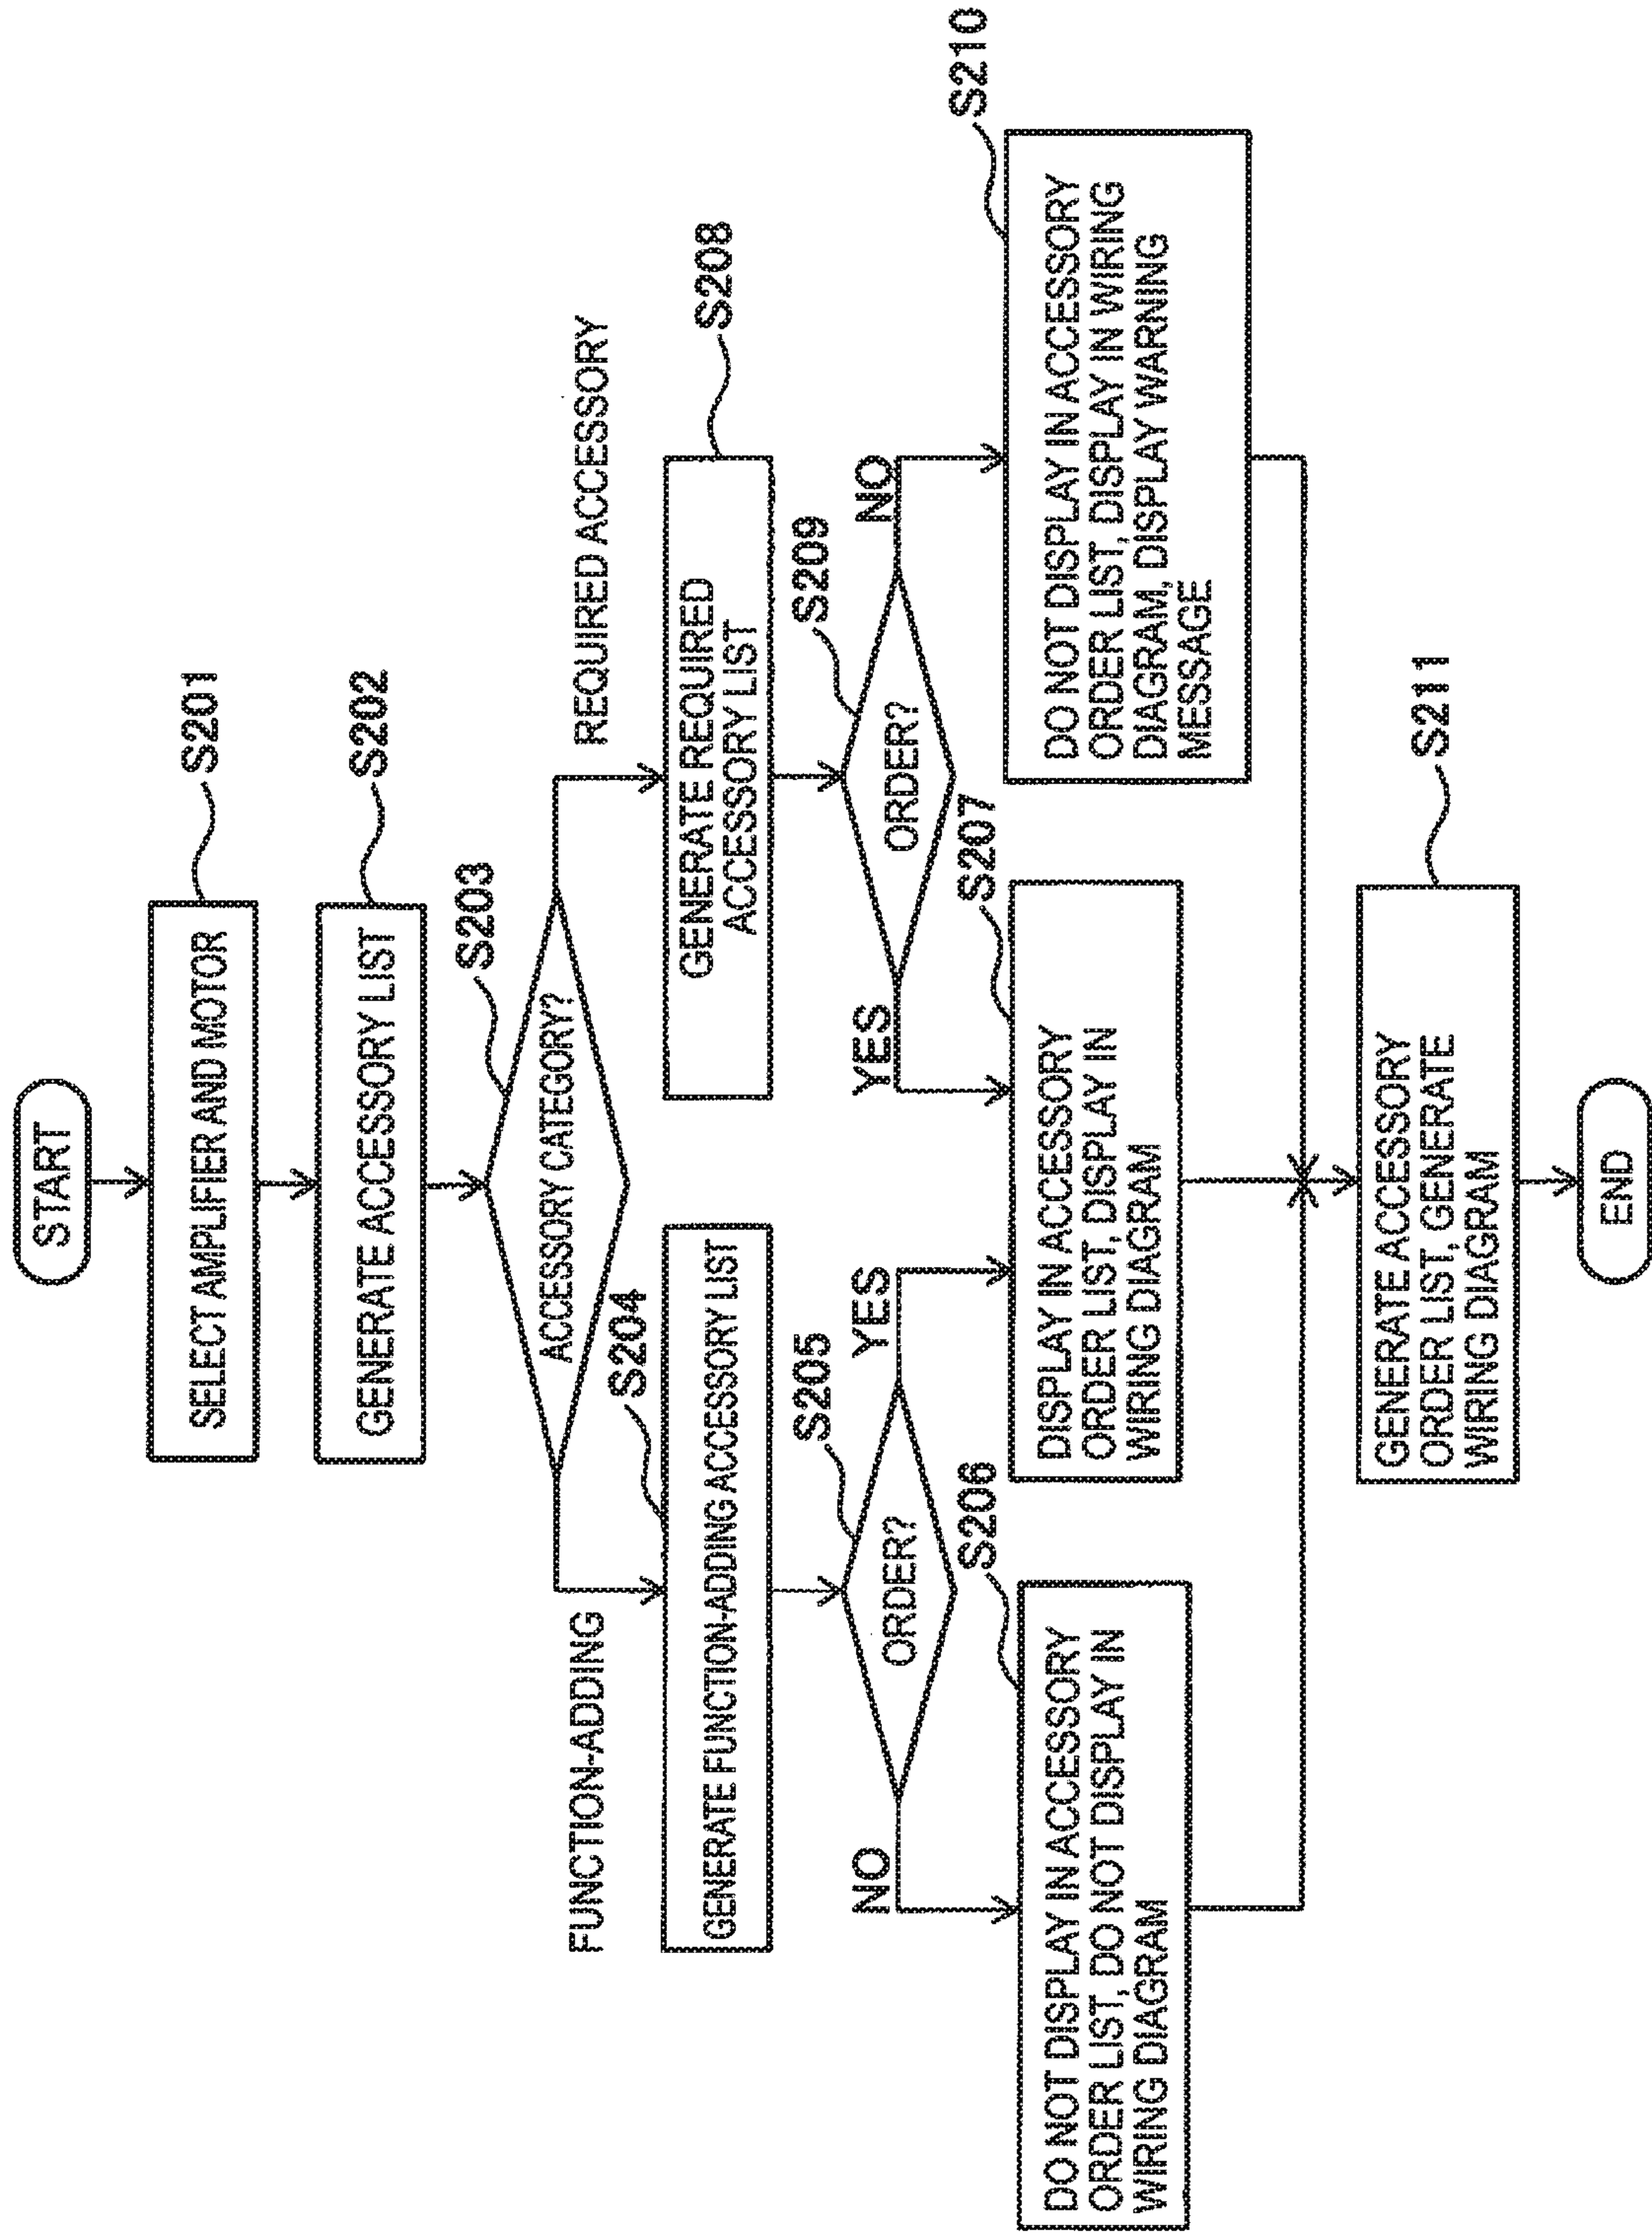 START
S201
SELECT AMPLIFIER AND MOTOR
S202
GENERATE ACCESSORY LIST
S203
ACCESSORY CATEGORY?
FUNCTION-ADDING
REQUIRED ACCESSORY
S204
GENERATE FUNCTION-ADDING ACCESSORY LIST
S208
GENERATE REQUIRED
ACCESSORY LIST
S205
ORDER?
NO
YES
S209
ORDER?
YES
NO
S206
DO NOT DISPLAY IN ACCESSORY
ORDER LIST, DO NOT DISPLAY IN
WIRING DIAGRAM
S207
DISPLAY IN ACCESSORY
ORDER LIST, DISPLAY IN
WIRING DIAGRAM
S210
DO NOT DISPLAY IN ACCESSORY
ORDER LIST, DISPLAY IN WIRING
DIAGRAM, DISPLAY WARNING
MESSAGE
S211
GENERATE ACCESSORY
ORDER LIST, GENERATE
WIRING DIAGRAM
END